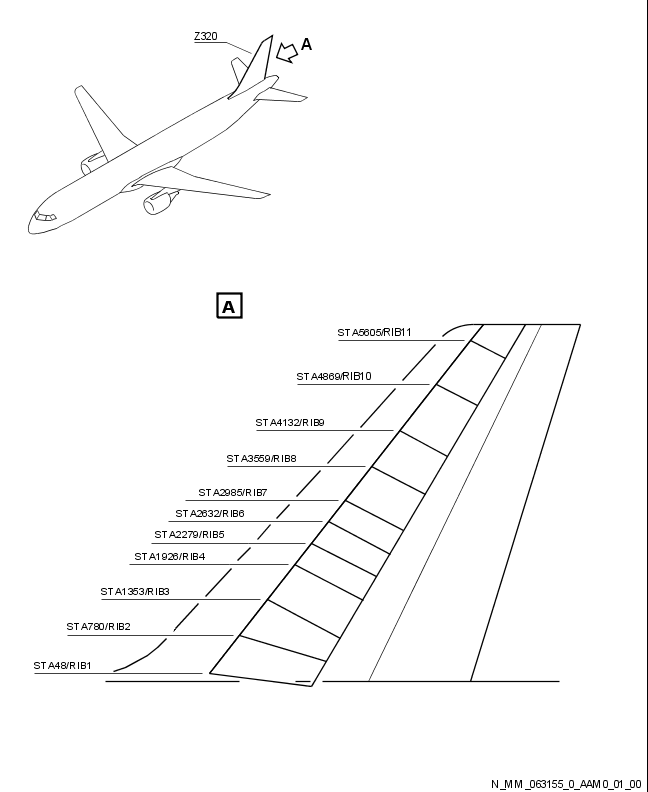 Z320
A
A
STA5605/RIB11
STA4869/RIB10
STA4132/RIB9
STA3559/RIB8
STA2985/RIB7
STA2632/RIB6
STA2279/RIB5
STA1926/RIB4
STA1353/RIB3
STA780/RIB2
STA48/RIB1
N_MM_063155_0_AAM0_01_00